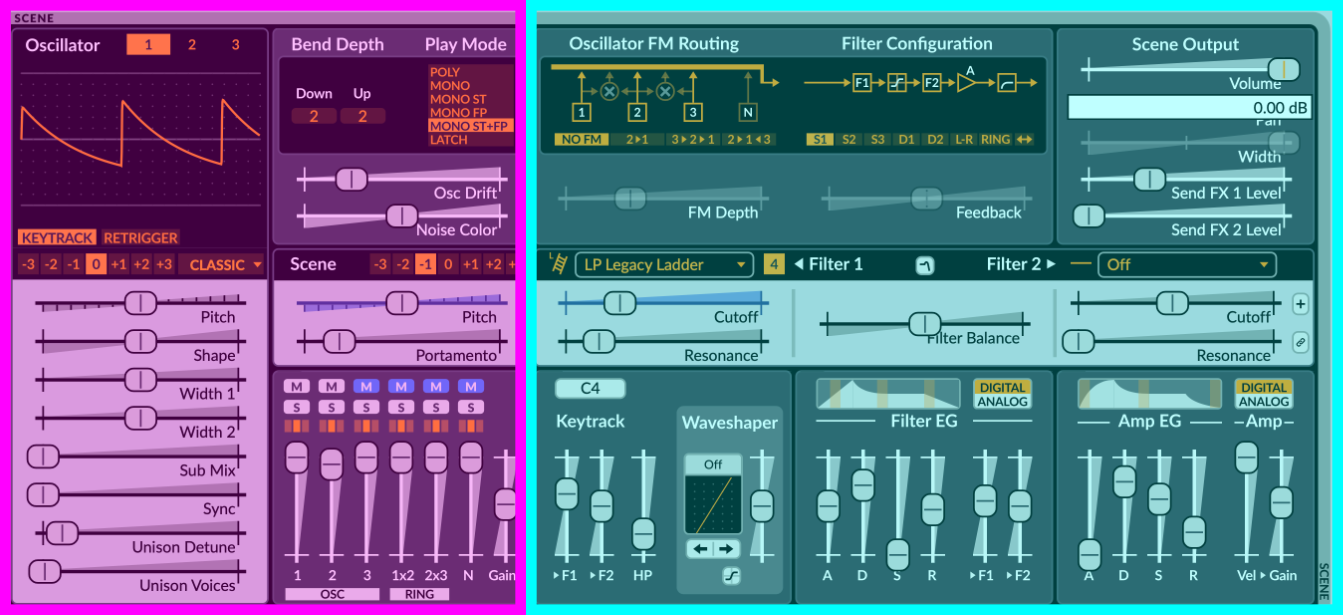 SCENE
Oscillator 1 2 3
KEYTRACK RETRIGGER
-3 -2 -1 0 +1 +2 +3 CLASSIC
Pitch
Shape
Width 1
Width 2
Sub Mix
Sync
Unison Detune
Unison Voices
Bend Depth
Down Up
2 2
Play Mode
POLY
MONO
MONO ST
MONO FP
MONO ST+FP
LATCH
Osc Drift
Noise Color
Scene -3 -2 -1 0 +1 +2 +
Pitch
Portamento
M M M M M M
S S S S S S
1 2 3 1x2 2x3 N Gain
OSC RING
Oscillator FM Routing
1 2 3 N
NO FM 2▸1 3▸2▸1 2▸1◂3
FM Depth
Filter Configuration
F1 F2 A
S1 S2 S3 D1 D2 L-R RING
Feedback
Scene Output
Volume
0.00 dB
Pan
Width
Send FX 1 Level
Send FX 2 Level
LP Legacy Ladder 4 ◀ Filter 1 Filter 2 ▶ Off
Cutoff
Resonance
Filter Balance
Cutoff +
Resonance
C4
Keytrack
▸F1 ▸F2 HP
Waveshaper
Off
DIGITAL
ANALOG
Filter EG
A D S R ▸F1 ▸F2
DIGITAL
ANALOG
Amp EG Amp
A D S R Vel ▸ Gain
SCENE